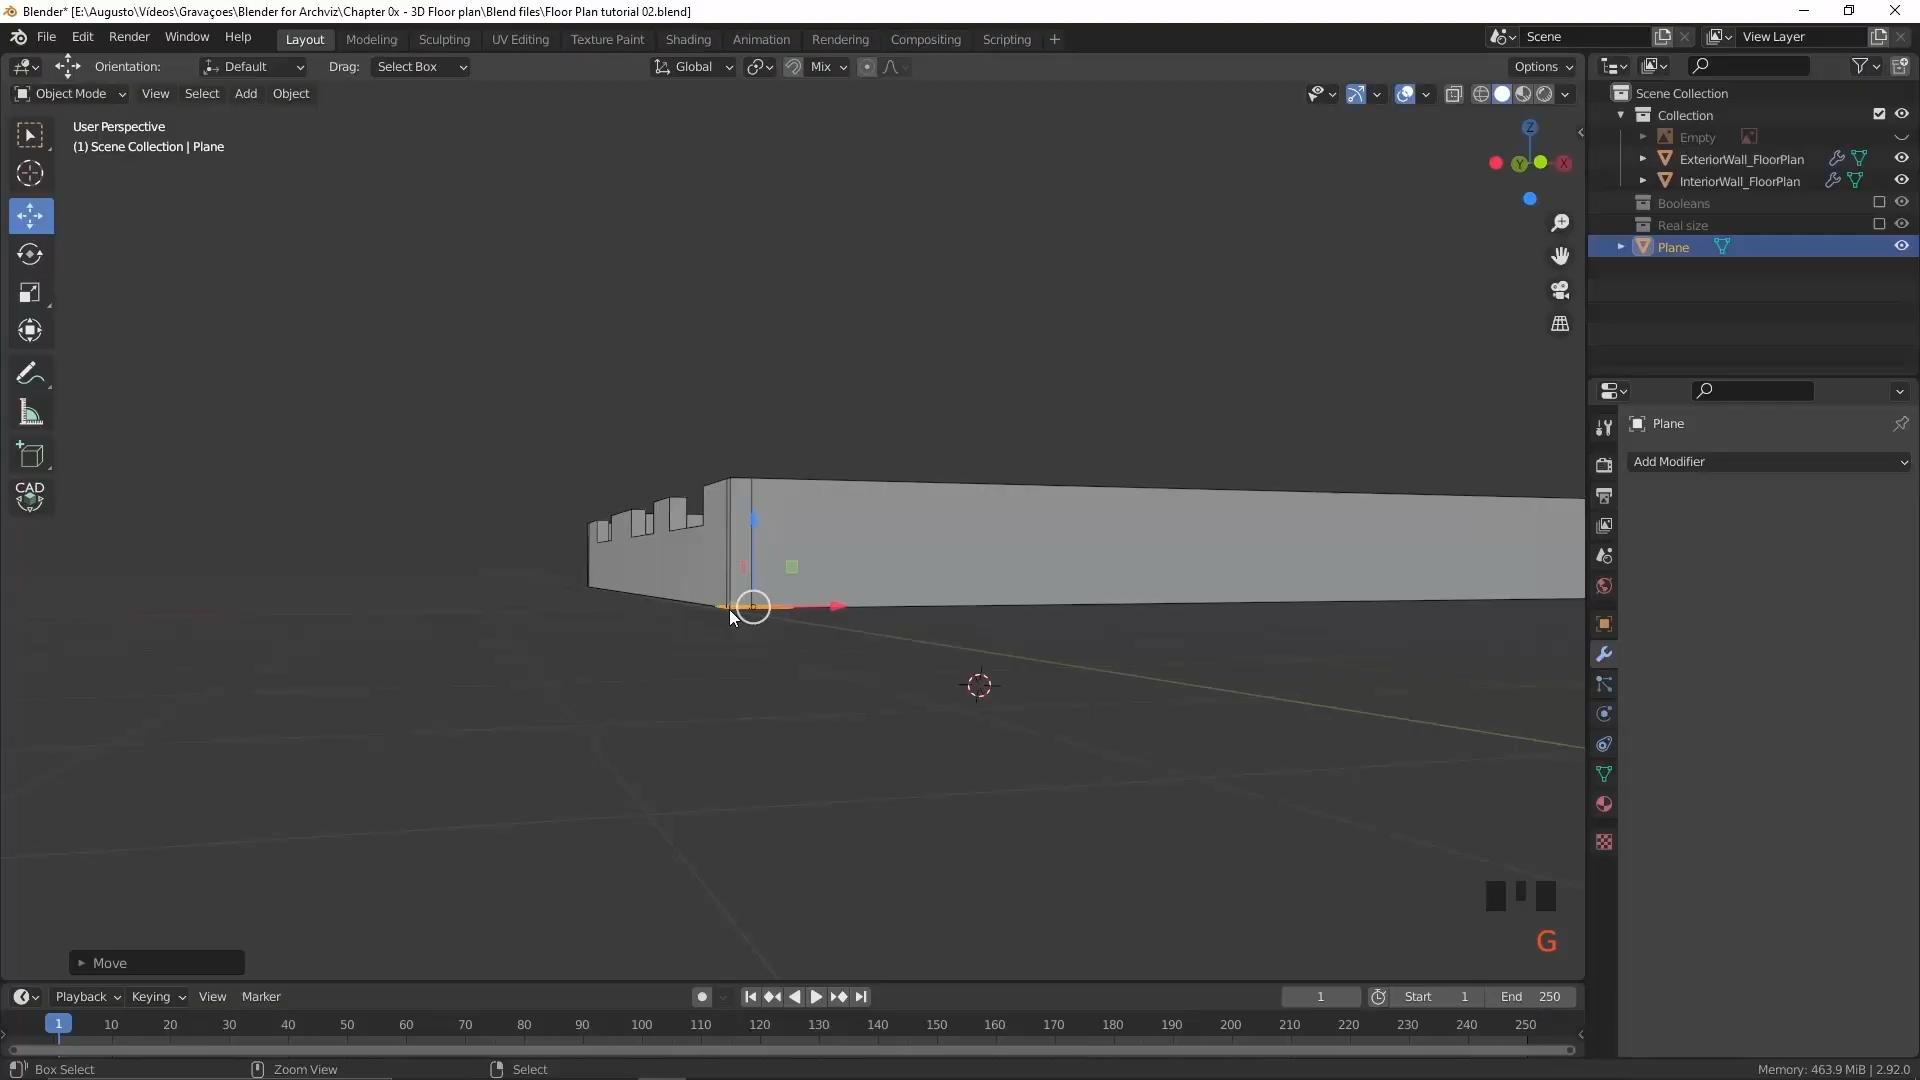 Blender* [E:\Augusto\Vídeos\Gravaçoes\Blender for Archviz\Chapter 0x - 3D Floor plan\Blend files\Floor Plan tutorial 02.blend]
File Edit Render Window Help Layout Modeling Sculpting UV Editing Texture Paint Shading Animation Rendering Compositing Scripting + Scene View Layer
Orientation: Default Drag: Select Box Global Mix Options
Object Mode View Select Add Object
User Perspective
(1) Scene Collection | Plane
Z
Y X
CAD
Scene Collection
Collection
Empty
ExteriorWall_FloorPlan
InteriorWall_FloorPlan
Booleans
Real size
Plane
Plane
Add Modifier
G
Move
Playback Keying View Marker 1 Start 1 End 250
1 10 20 30 40 50 60 70 80 90 100 110 120 130 140 150 160 170 180 190 200 210 220 230 240 250
Box Select Zoom View Select Memory: 463.9 MiB | 2.92.0